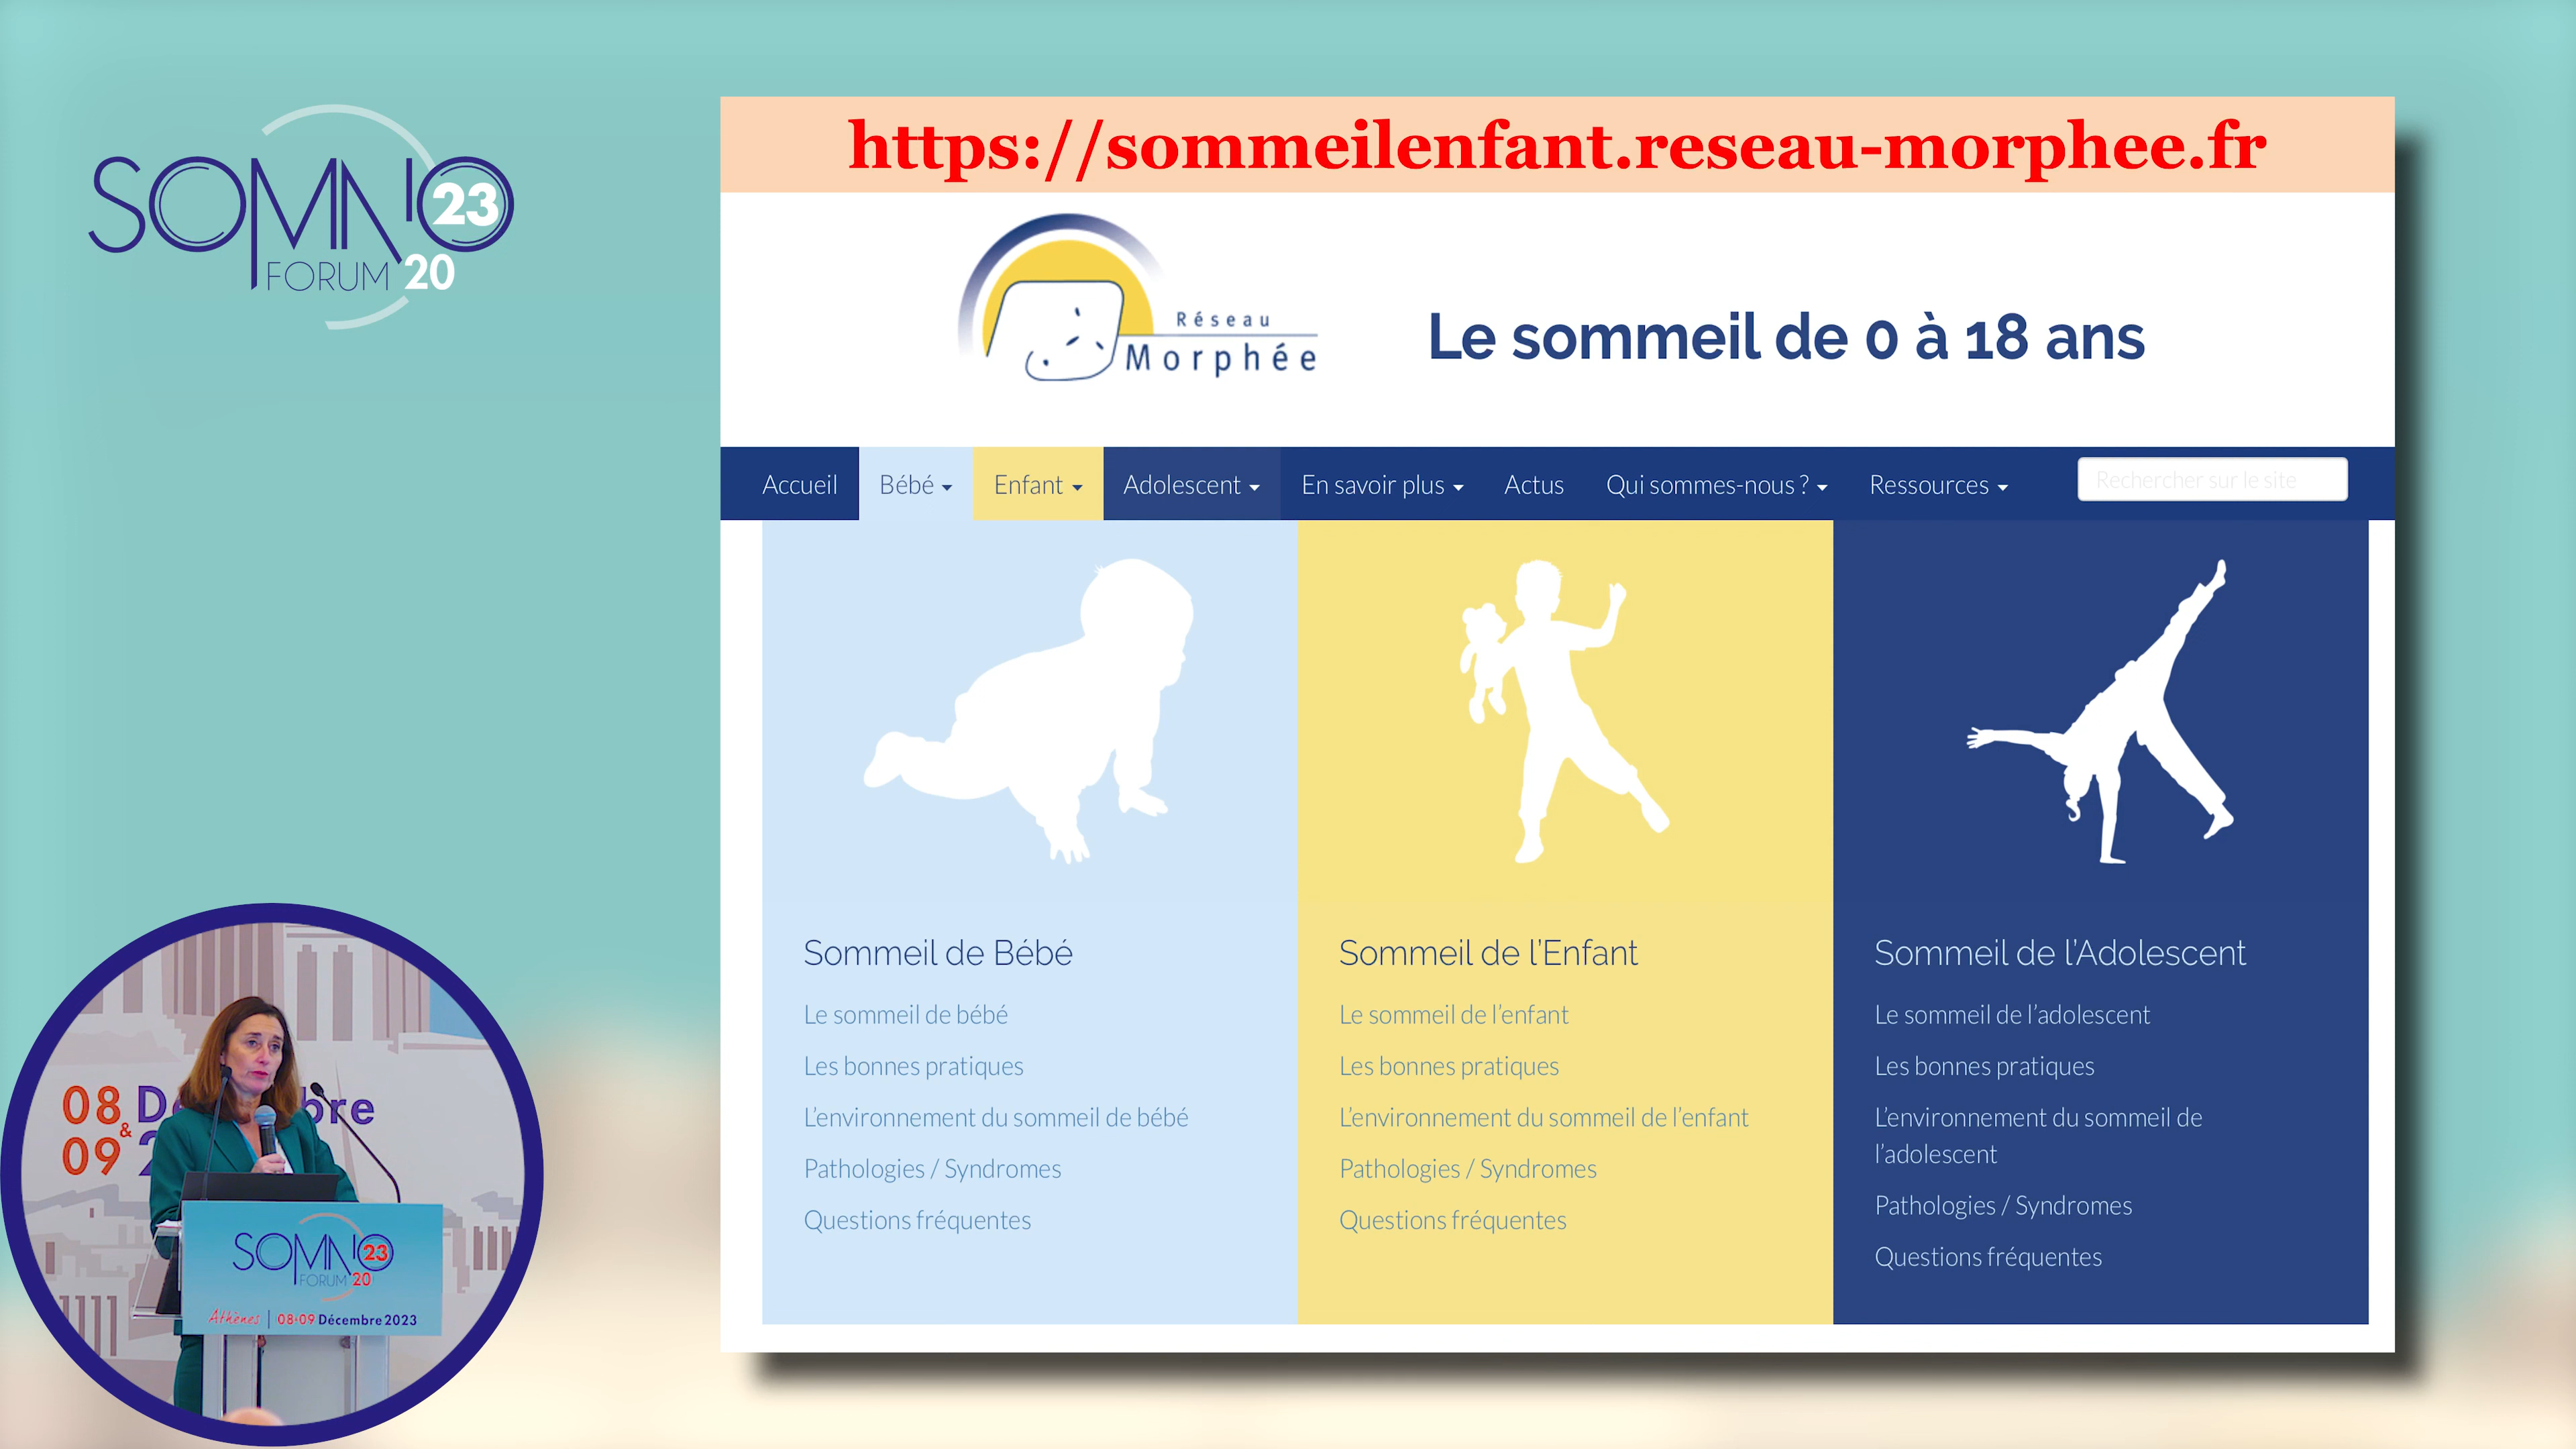 SOMNIO 23
FORUM 20
https://sommeilenfant.reseau-morphee.fr
Réseau
Morphée
Le sommeil de 0 à 18 ans
Accueil Bébé Enfant Adolescent En savoir plus Actus Qui sommes-nous ? Ressources Rechercher sur le site
Sommeil de Bébé
Le sommeil de bébé
Les bonnes pratiques
L'environnement du sommeil de bébé
Pathologies / Syndromes
Questions fréquentes
Sommeil de l'Enfant
Le sommeil de l'enfant
Les bonnes pratiques
L'environnement du sommeil de l'enfant
Pathologies / Syndromes
Questions fréquentes
Sommeil de l'Adolescent
Le sommeil de l'adolescent
Les bonnes pratiques
L'environnement du sommeil de
l'adolescent
Pathologies / Syndromes
Questions fréquentes
08
&
09
SOMNIO 23
FORUM 20
Athènes | 08-09 Décembre 2023